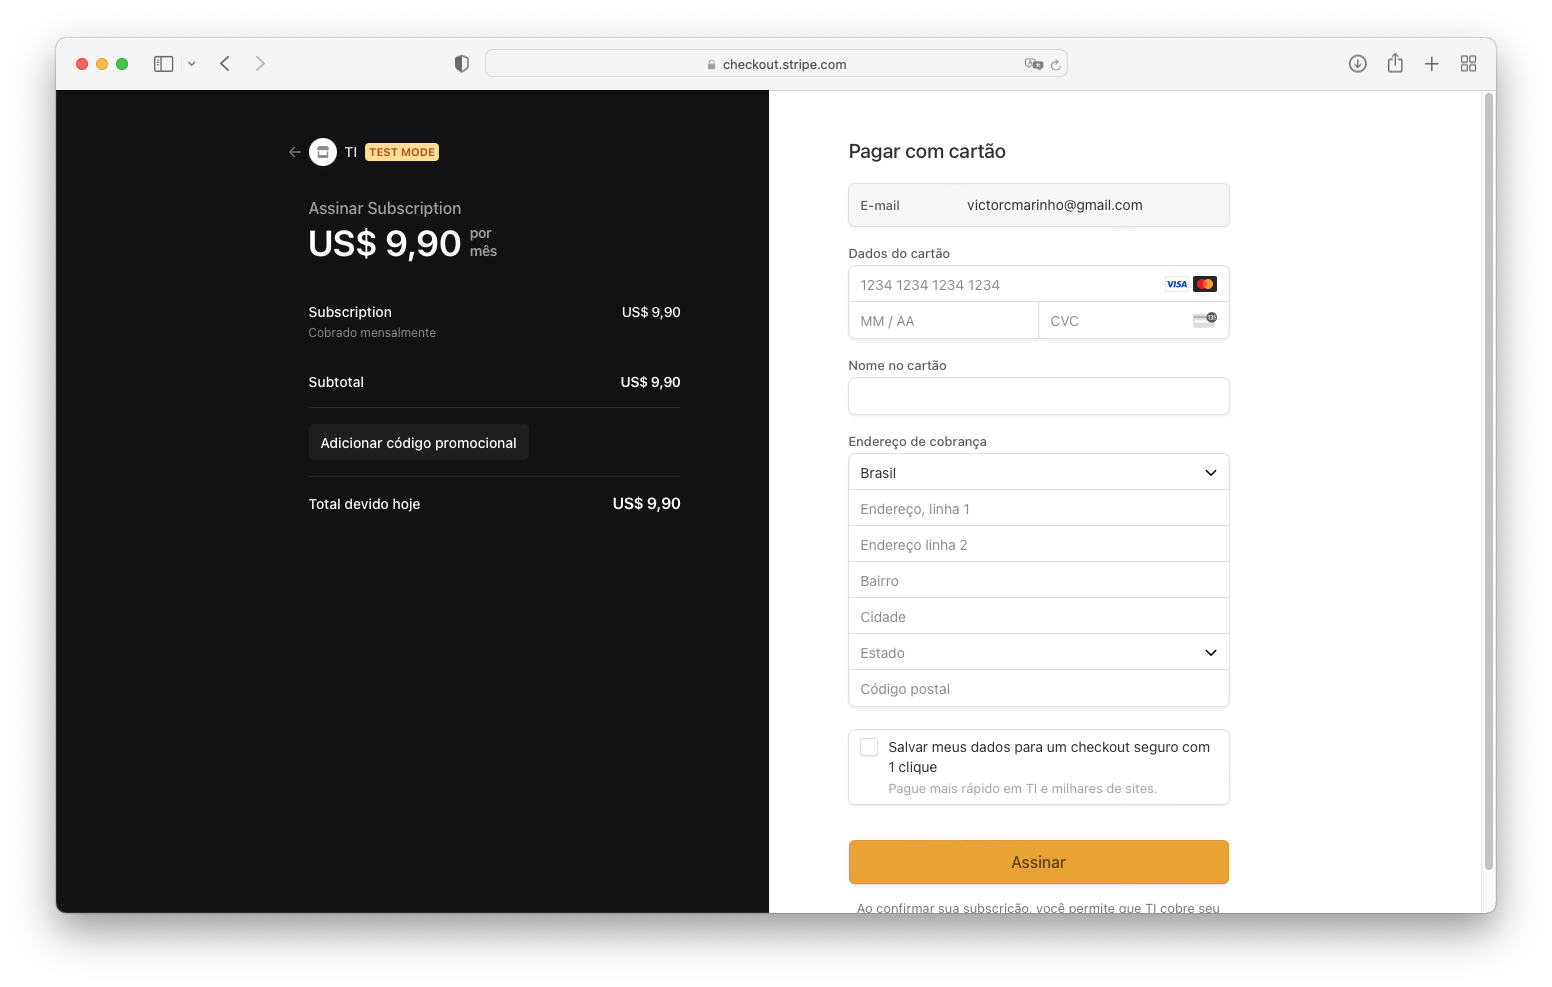 checkout.stripe.com
TI TEST MODE
Assinar Subscription
US$ 9,90 por
mês
Subscription US$ 9,90
Cobrado mensalmente
Subtotal US$ 9,90
Adicionar código promocional
Total devido hoje US$ 9,90
Pagar com cartão
E-mail victorcmarinho@gmail.com
Dados do cartão
1234 1234 1234 1234 VISA
MM / AA CVC 135
Nome no cartão
Endereço de cobrança
Brasil
Endereço, linha 1
Endereço linha 2
Bairro
Cidade
Estado
Código postal
Salvar meus dados para um checkout seguro com
1 clique
Pague mais rápido em TI e milhares de sites.
Assinar
Ao confirmar sua subscrição, você permite que TI cobre seu